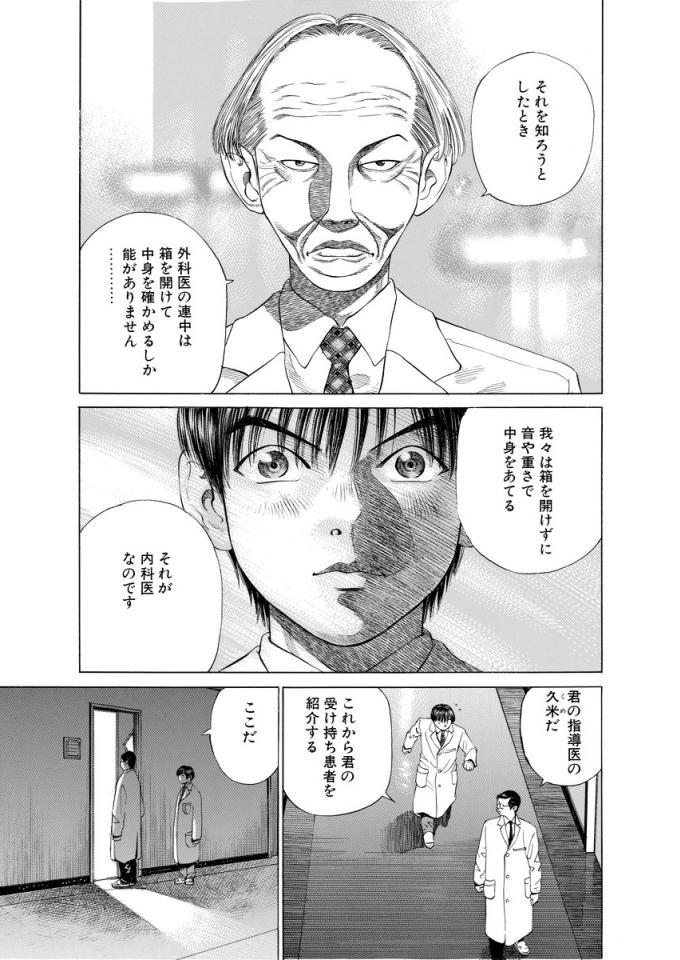 それを知ろうと
したとき
外科医の連中は
箱を開けて
中身を確かめるしか
能がありません
…………
我々は箱を開けずに
音や重さで
中身をあてる
それが
内科医
なのです
君の指導医の
久米だ
くめ
これから君の
受け持ち患者を
紹介する
ここだ